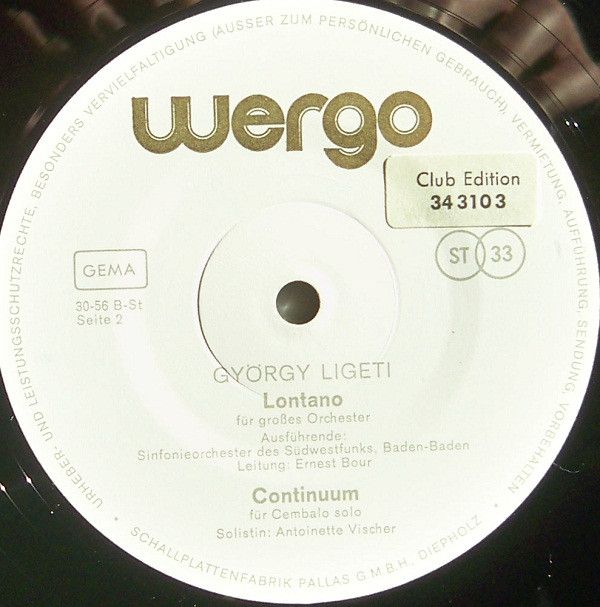 URHEBER- UND LEISTUNGSSCHUTZRECHTE, BESONDERS VERVIELFÄLTIGUNG (AUSSER ZUM PERSÖNLICHEN GEBRAUCH), VERMIETUNG, AUFFÜHRUNG, SENDUNG, VORBEHALTEN
wergo
Club Edition
343103
GEMA
ST 33
30-56 B-St
Seite 2
GYÖRGY LIGETI
Lontano
für großes Orchester
Ausführende:
Sinfonieorchester des Südwestfunks, Baden-Baden
Leitung: Ernest Bour
Continuum
für Cembalo solo
Solistin: Antoinette Vischer
• SCHALLPLATTENFABRIK PALLAS G M B H, DIEPHOLZ •